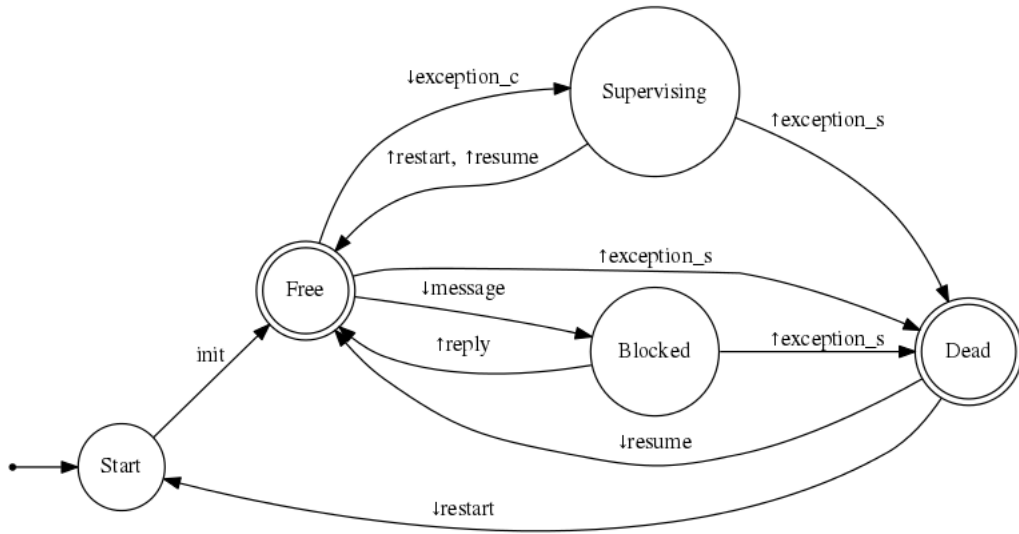 ↓exception_c
Supervising
↑exception_s
↑restart, ↑resume
↑exception_s
Free
↓message
↑reply
Blocked
↑exception_s
Dead
init
↓resume
Start
↓restart